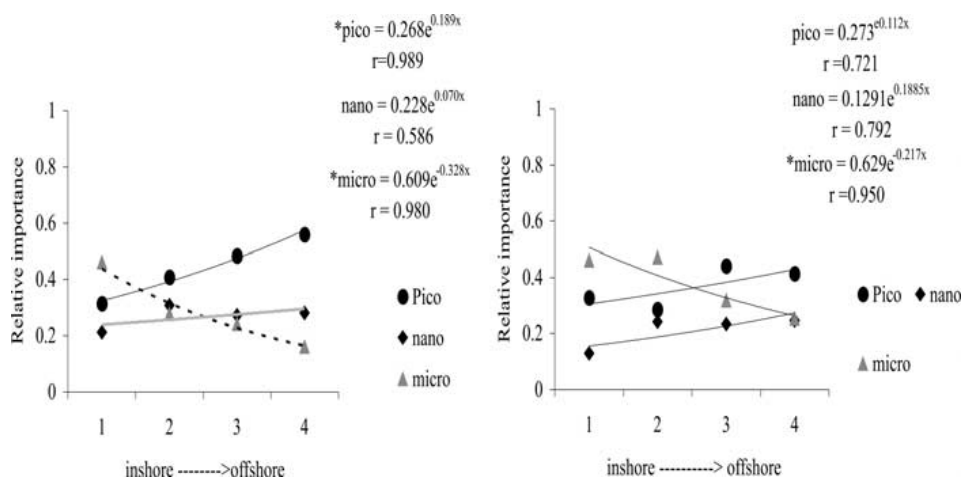 *pico = 0.268e^0.189x
r=0.989
nano = 0.228e^0.070x
r = 0.586
*micro = 0.609e^-0.328x
r = 0.980
Relative importance
1
0.8
0.6
0.4
0.2
0
1 2 3 4
inshore -------->offshore
Pico
nano
micro
pico = 0.273^e0.112x
r = 0.721
nano = 0.1291e^0.1885x
r = 0.792
*micro = 0.629e^-0.217x
r = 0.950
Relative importance
1
0.8
0.6
0.4
0.2
0
1 2 3 4
inshore --------> offshore
Pico nano
micro